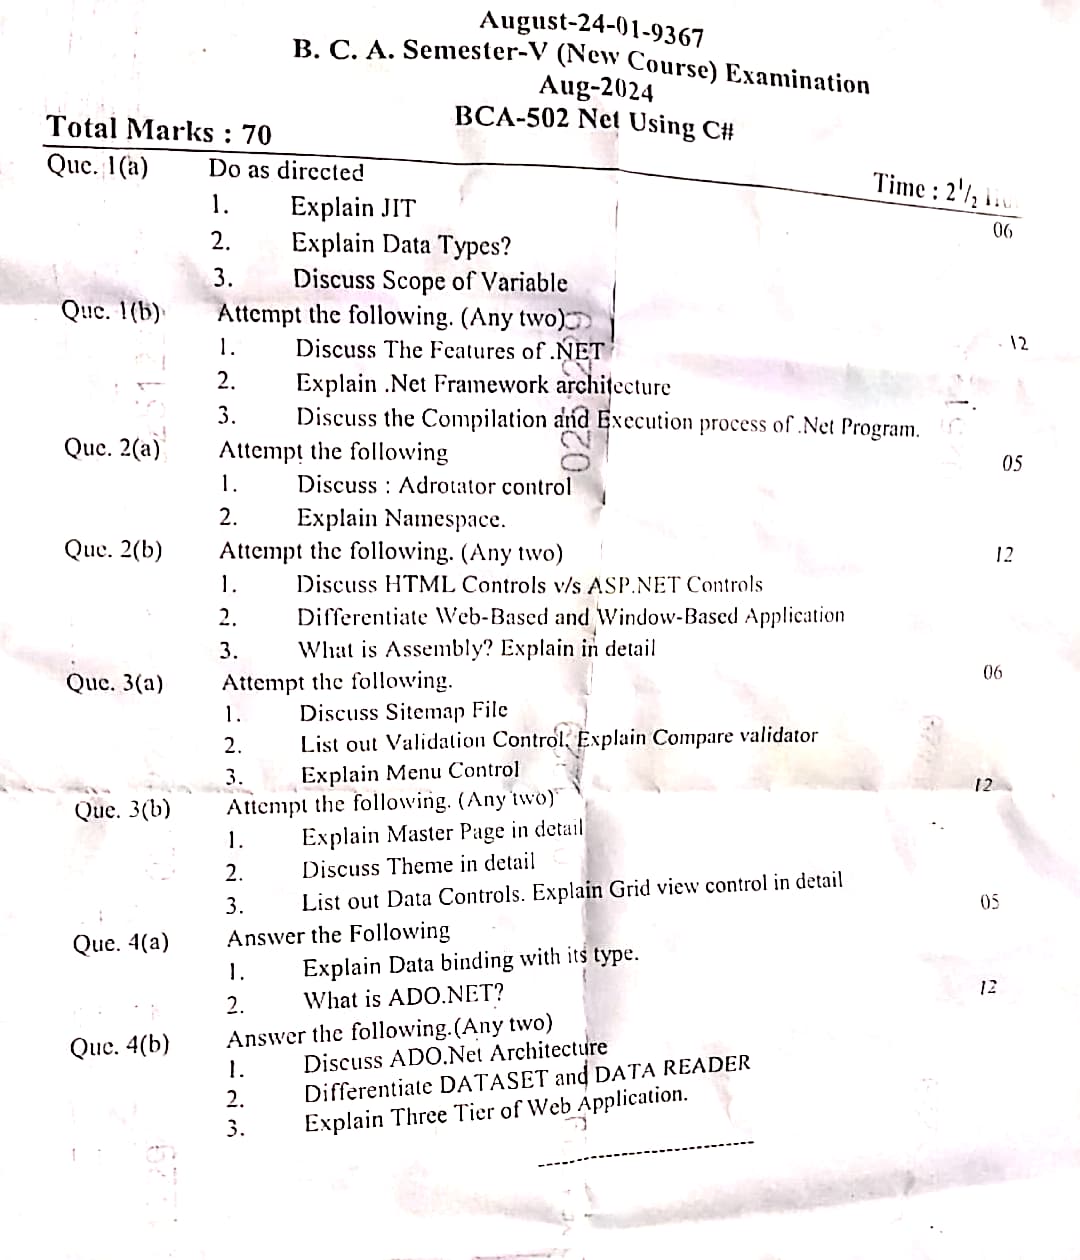 August-24-01-9367
B. C. A. Semester-V (New Course) Examination
Aug-2024
BCA-502 Net Using C#
Total Marks : 70
Time : 2 1/2
Que. 1(a) Do as directed 06
1. Explain JIT
2. Explain Data Types?
3. Discuss Scope of Variable
Que. 1(b) Attempt the following. (Any two) 12
1. Discuss The Features of .NET
2. Explain .Net Framework architecture
3. Discuss the Compilation and Execution process of .Net Program.
Que. 2(a) Attempt the following 05
1. Discuss : Adrotator control
2. Explain Namespace.
Que. 2(b) Attempt the following. (Any two) 12
1. Discuss HTML Controls v/s ASP.NET Controls
2. Differentiate Web-Based and Window-Based Application
3. What is Assembly? Explain in detail
Que. 3(a) Attempt the following. 06
1. Discuss Sitemap File
2. List out Validation Control. Explain Compare validator
3. Explain Menu Control
Que. 3(b) Attempt the following. (Any two) 12
1. Explain Master Page in detail
2. Discuss Theme in detail
3. List out Data Controls. Explain Grid view control in detail
Que. 4(a) Answer the Following 05
1. Explain Data binding with its type.
2. What is ADO.NET?
Que. 4(b) Answer the following.(Any two) 12
1. Discuss ADO.Net Architecture
2. Differentiate DATASET and DATA READER
3. Explain Three Tier of Web Application.